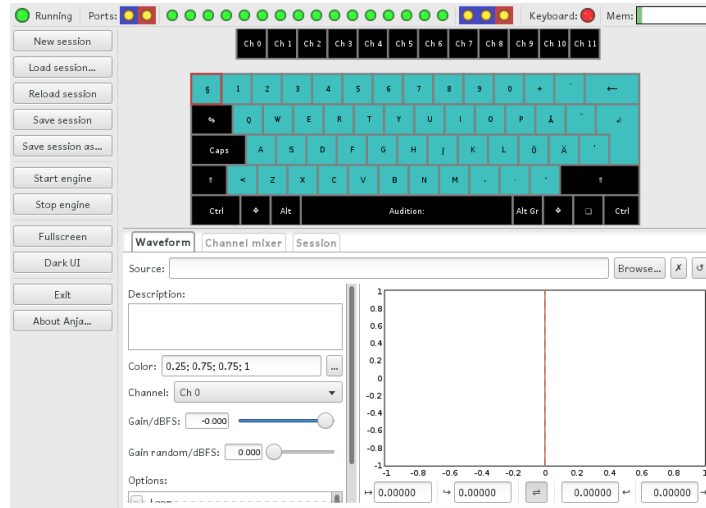 Running Ports: Keyboard: Mem:
New session
Load session...
Reload session
Save session
Save session as...
Start engine
Stop engine
Fullscreen
Dark UI
Exit
About Anja...
Ch 0 Ch 1 Ch 2 Ch 3 Ch 4 Ch 5 Ch 6 Ch 7 Ch 8 Ch 9 Ch 10 Ch 11
§ 1 2 3 4 5 6 7 8 9 0 + ´ ←
↹ Q W E R T Y U I O P Å ¨ ↲
Caps A S D F G H J K L Ö Ä '
⇑ < Z X C V B N M , . - ⇑
Ctrl ❖ Alt Audition: Alt Gr ❖ ❏ Ctrl
Waveform Channel mixer Session
Source: Browse... ✗ ↺
Description:
Color: 0.25; 0.75; 0.75; 1 ...
Channel: Ch 0
Gain/dBFS: -0.000
Gain random/dBFS: 0.000
Options:
Loop
1
0.8
0.6
0.4
0.2
0
-0.2
-0.4
-0.6
-0.8
-1
-1 -0.8 -0.6 -0.4 -0.2 0 0.2 0.4 0.6 0.8 1
↦ 0.00000 ↪ 0.00000 ⇌ 0.00000 ↩ 0.00000